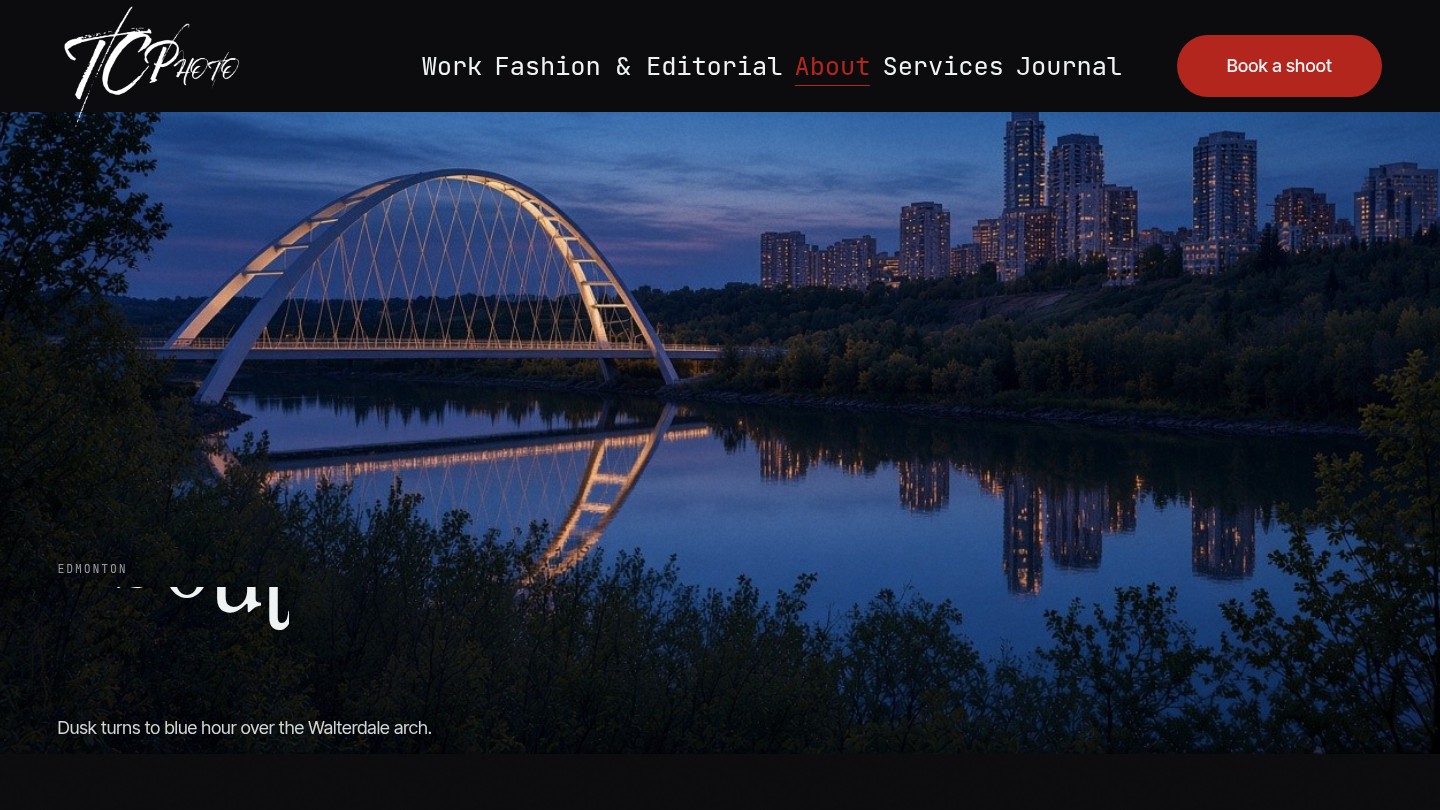 TCPHOTO
Work Fashion & Editorial About Services Journal
Book a shoot
EDMONTON
Dusk turns to blue hour over the Walterdale arch.